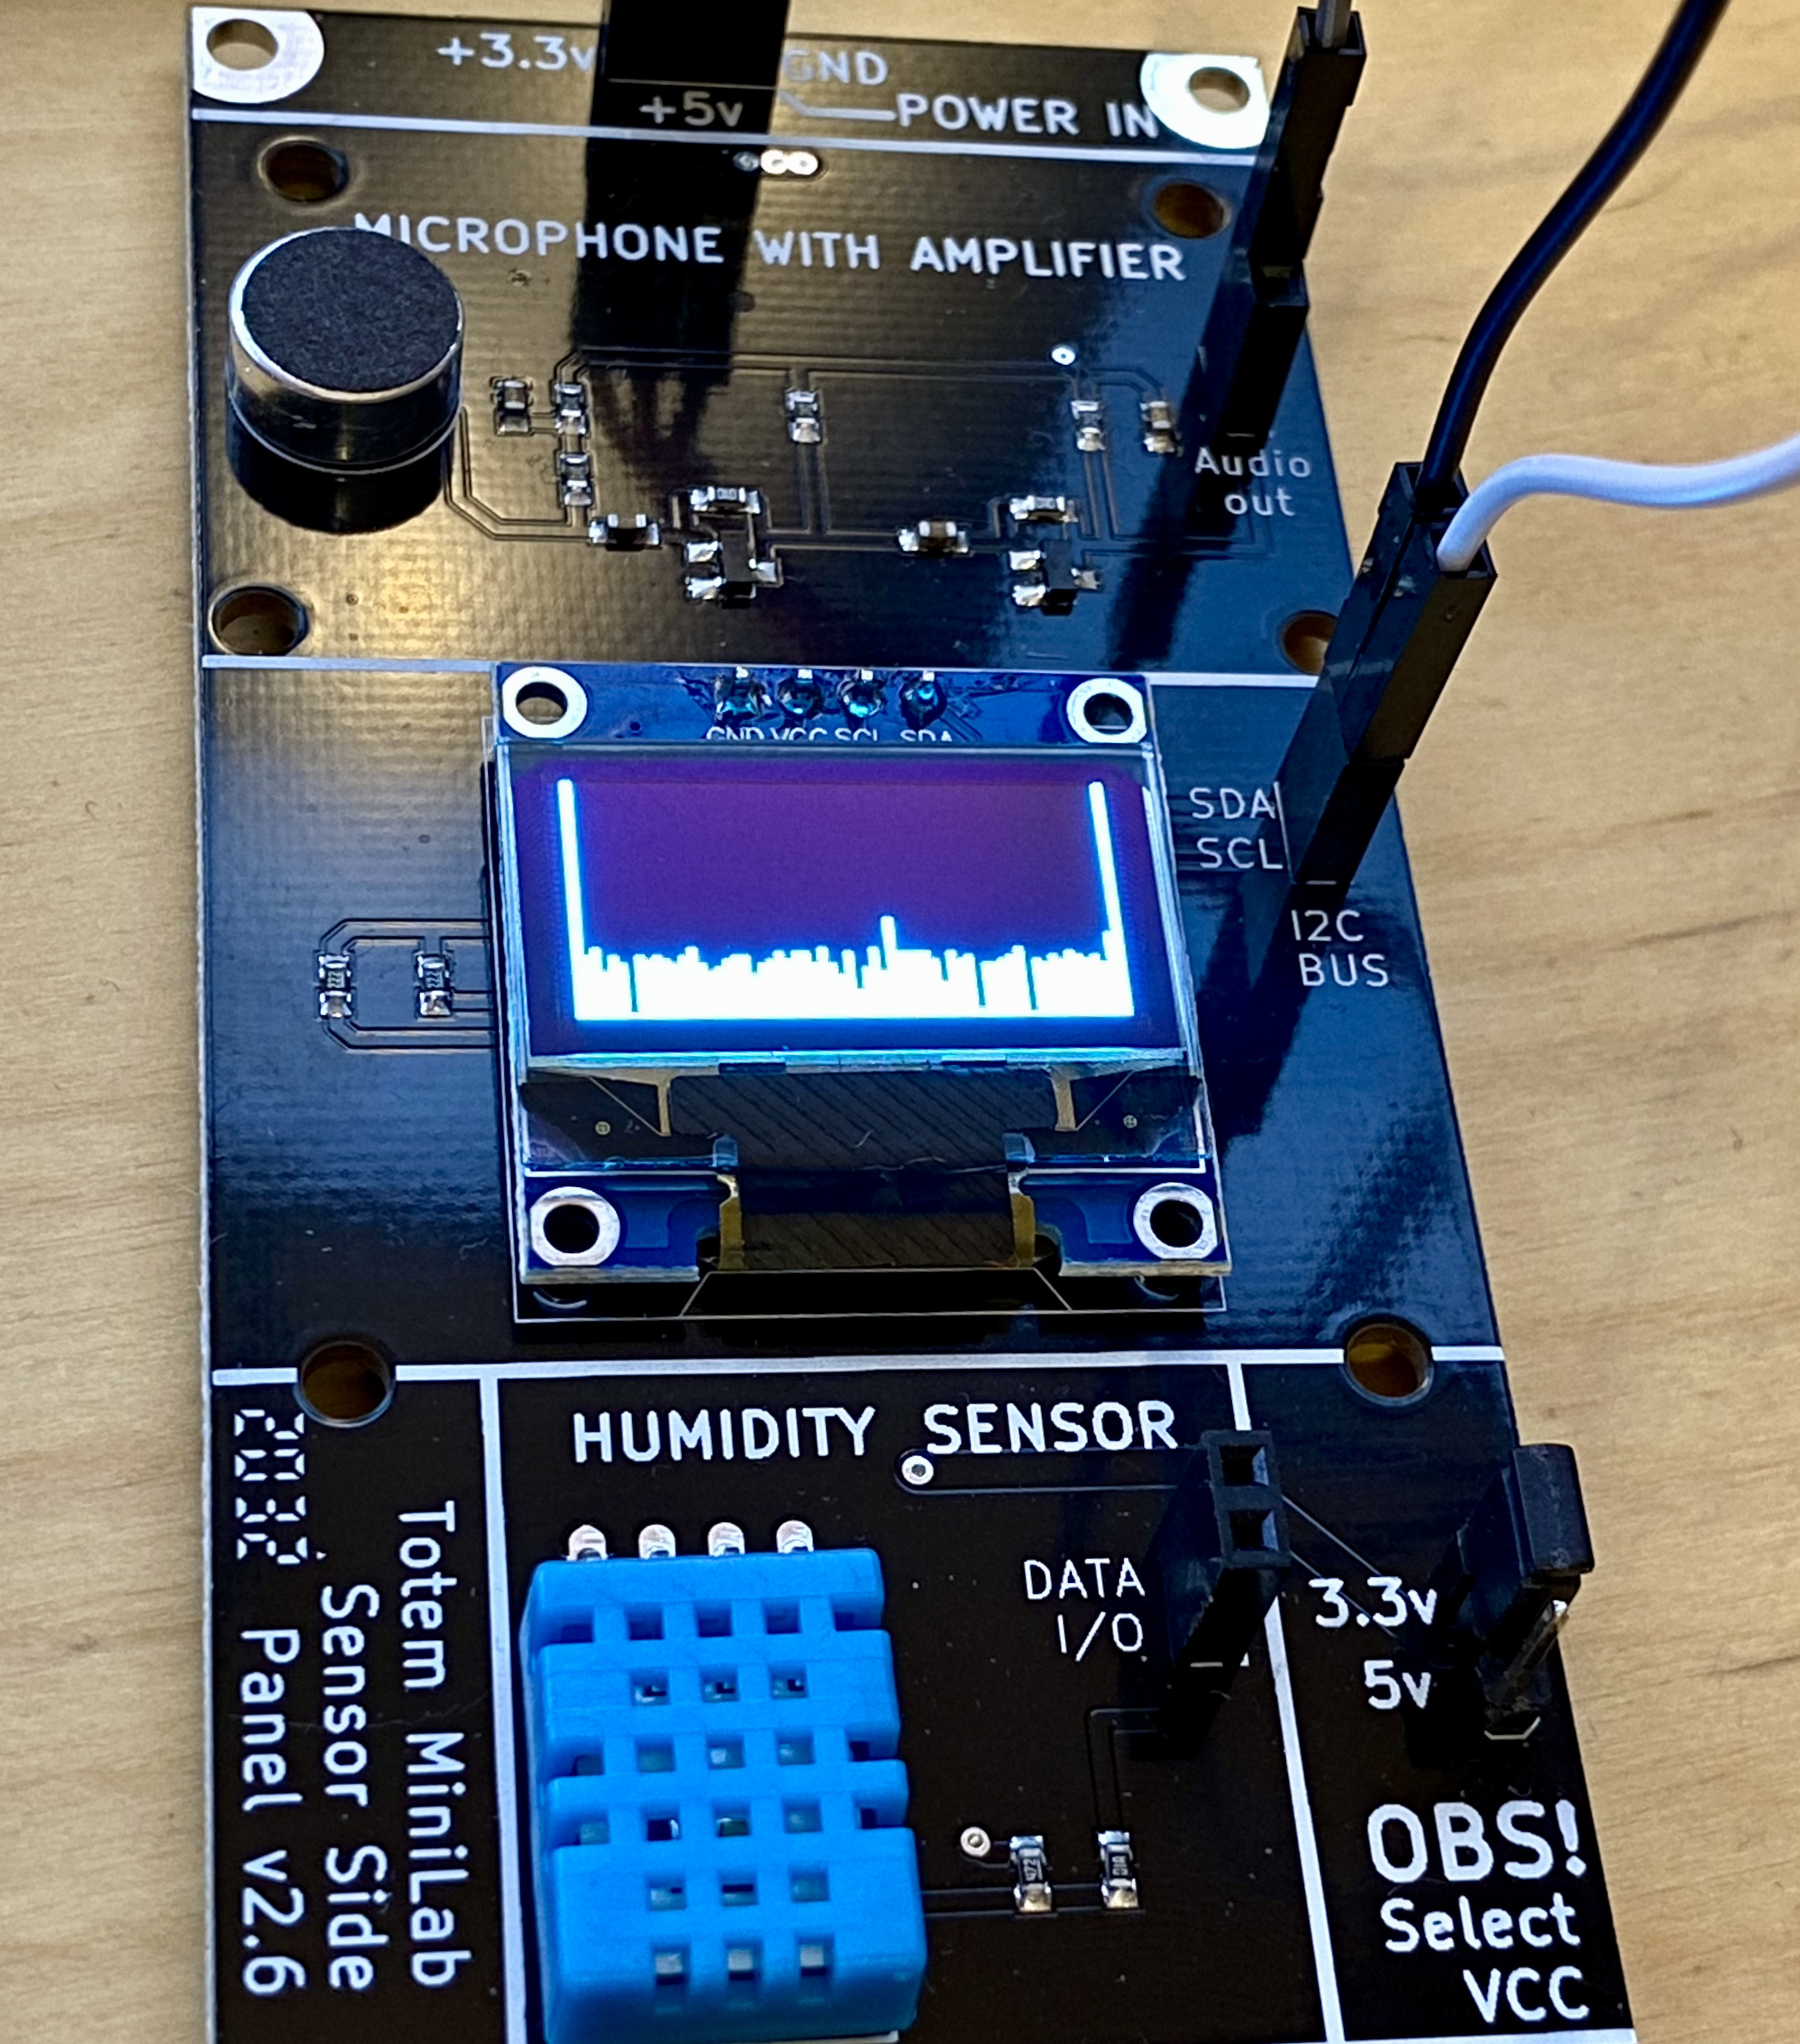 +3.3v GND
+5v POWER IN
MICROPHONE WITH AMPLIFIER
Audio
out
GND VCC SCL SDA
SDA
SCL
I2C
BUS
HUMIDITY SENSOR
DATA
I/O
3.3v
5v
OBS!
Select
VCC
Totem MiniLab
Sensor Side
Panel v2.6